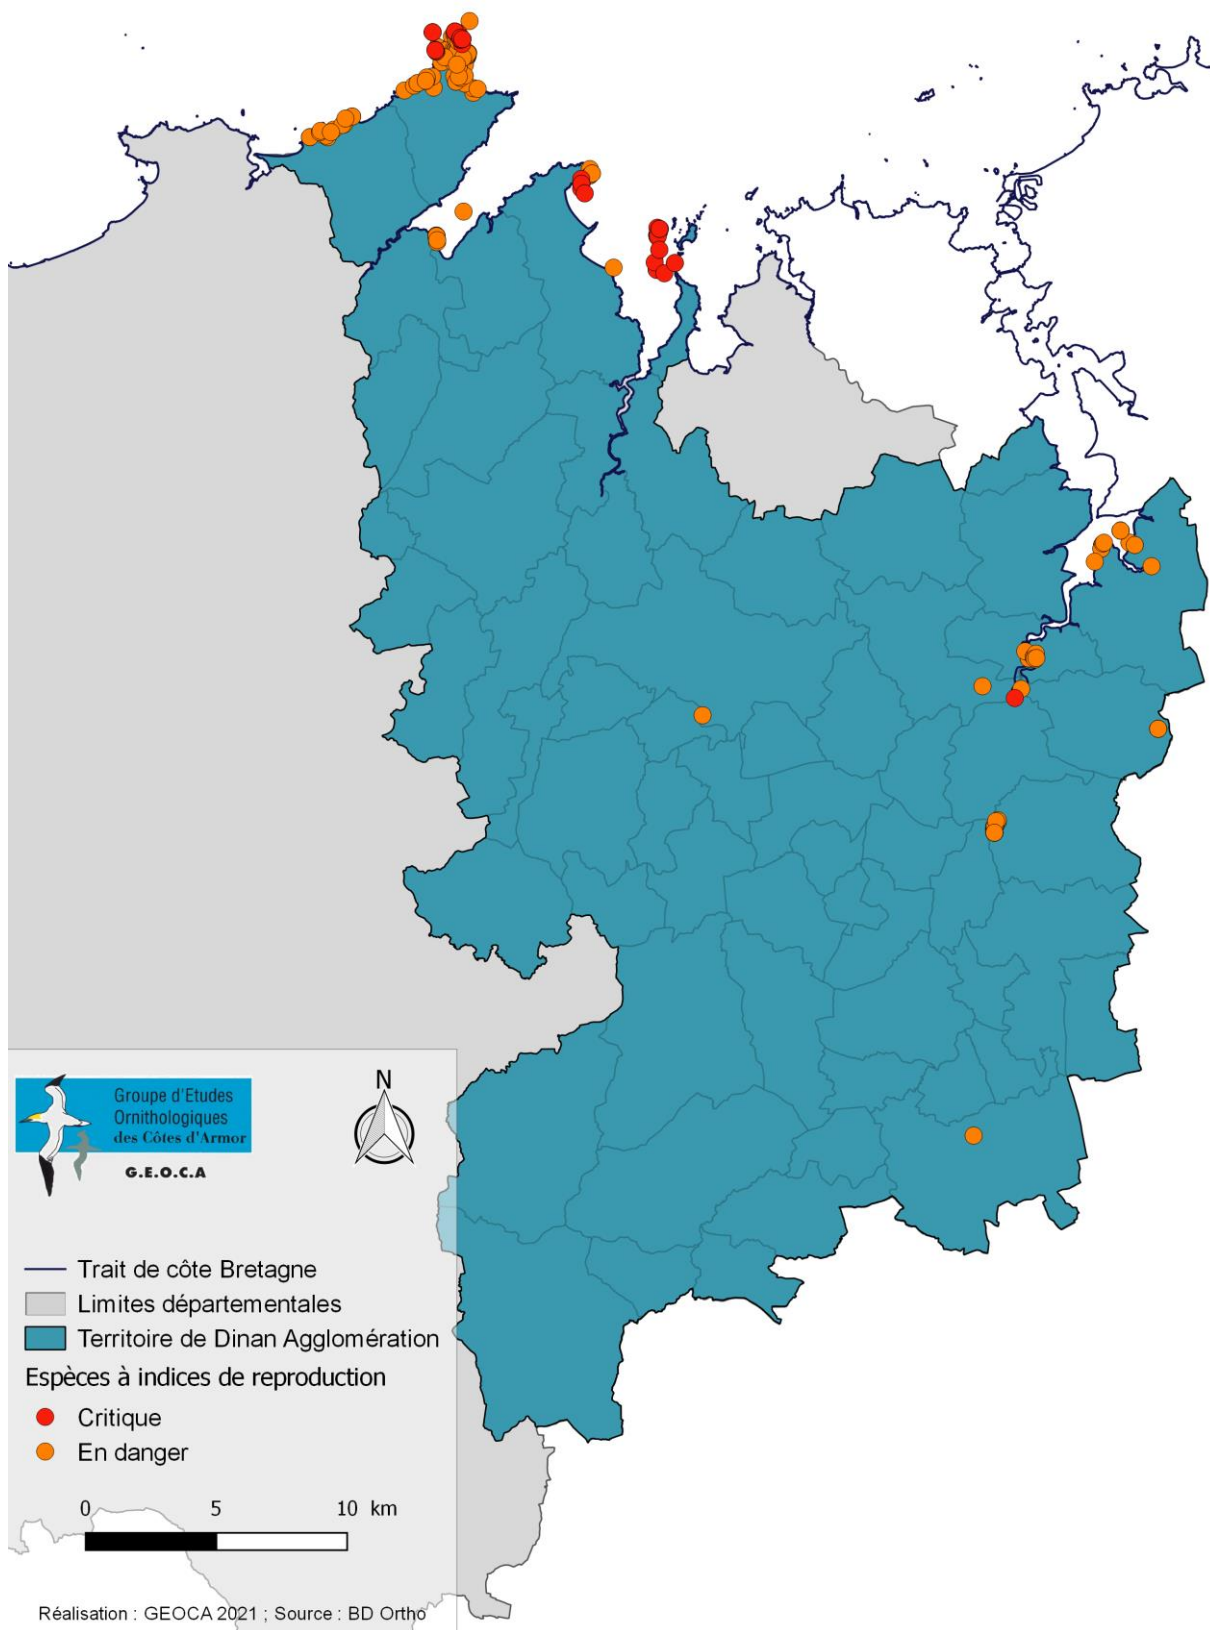 Groupe d'Etudes
Ornithologiques
des Côtes d'Armor
G.E.O.C.A
N
Trait de côte Bretagne
Limites départementales
Territoire de Dinan Agglomération
Espèces à indices de reproduction
Critique
En danger
0 5 10 km
Réalisation : GEOCA 2021 ; Source : BD Ortho